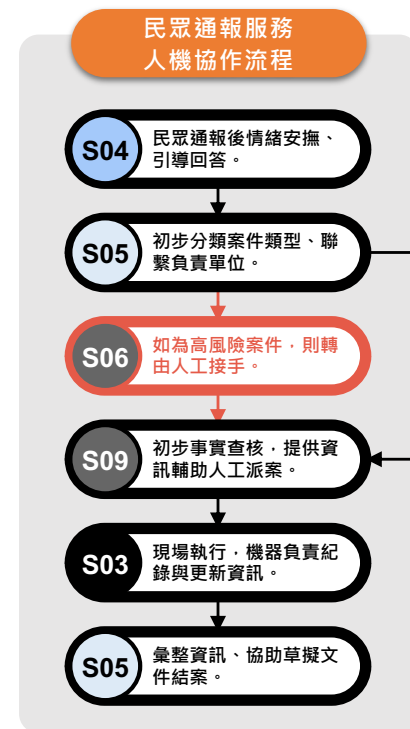 民眾通報服務
人機協作流程
S04
民眾通報後情緒安撫、
引導回答。
S05
初步分類案件類型、聯
繫負責單位。
S06
如為高風險案件，則轉
由人工接手。
S09
初步事實查核，提供資
訊輔助人工派案。
S03
現場執行，機器負責紀
錄與更新資訊。
S05
彙整資訊、協助草擬文
件結案。